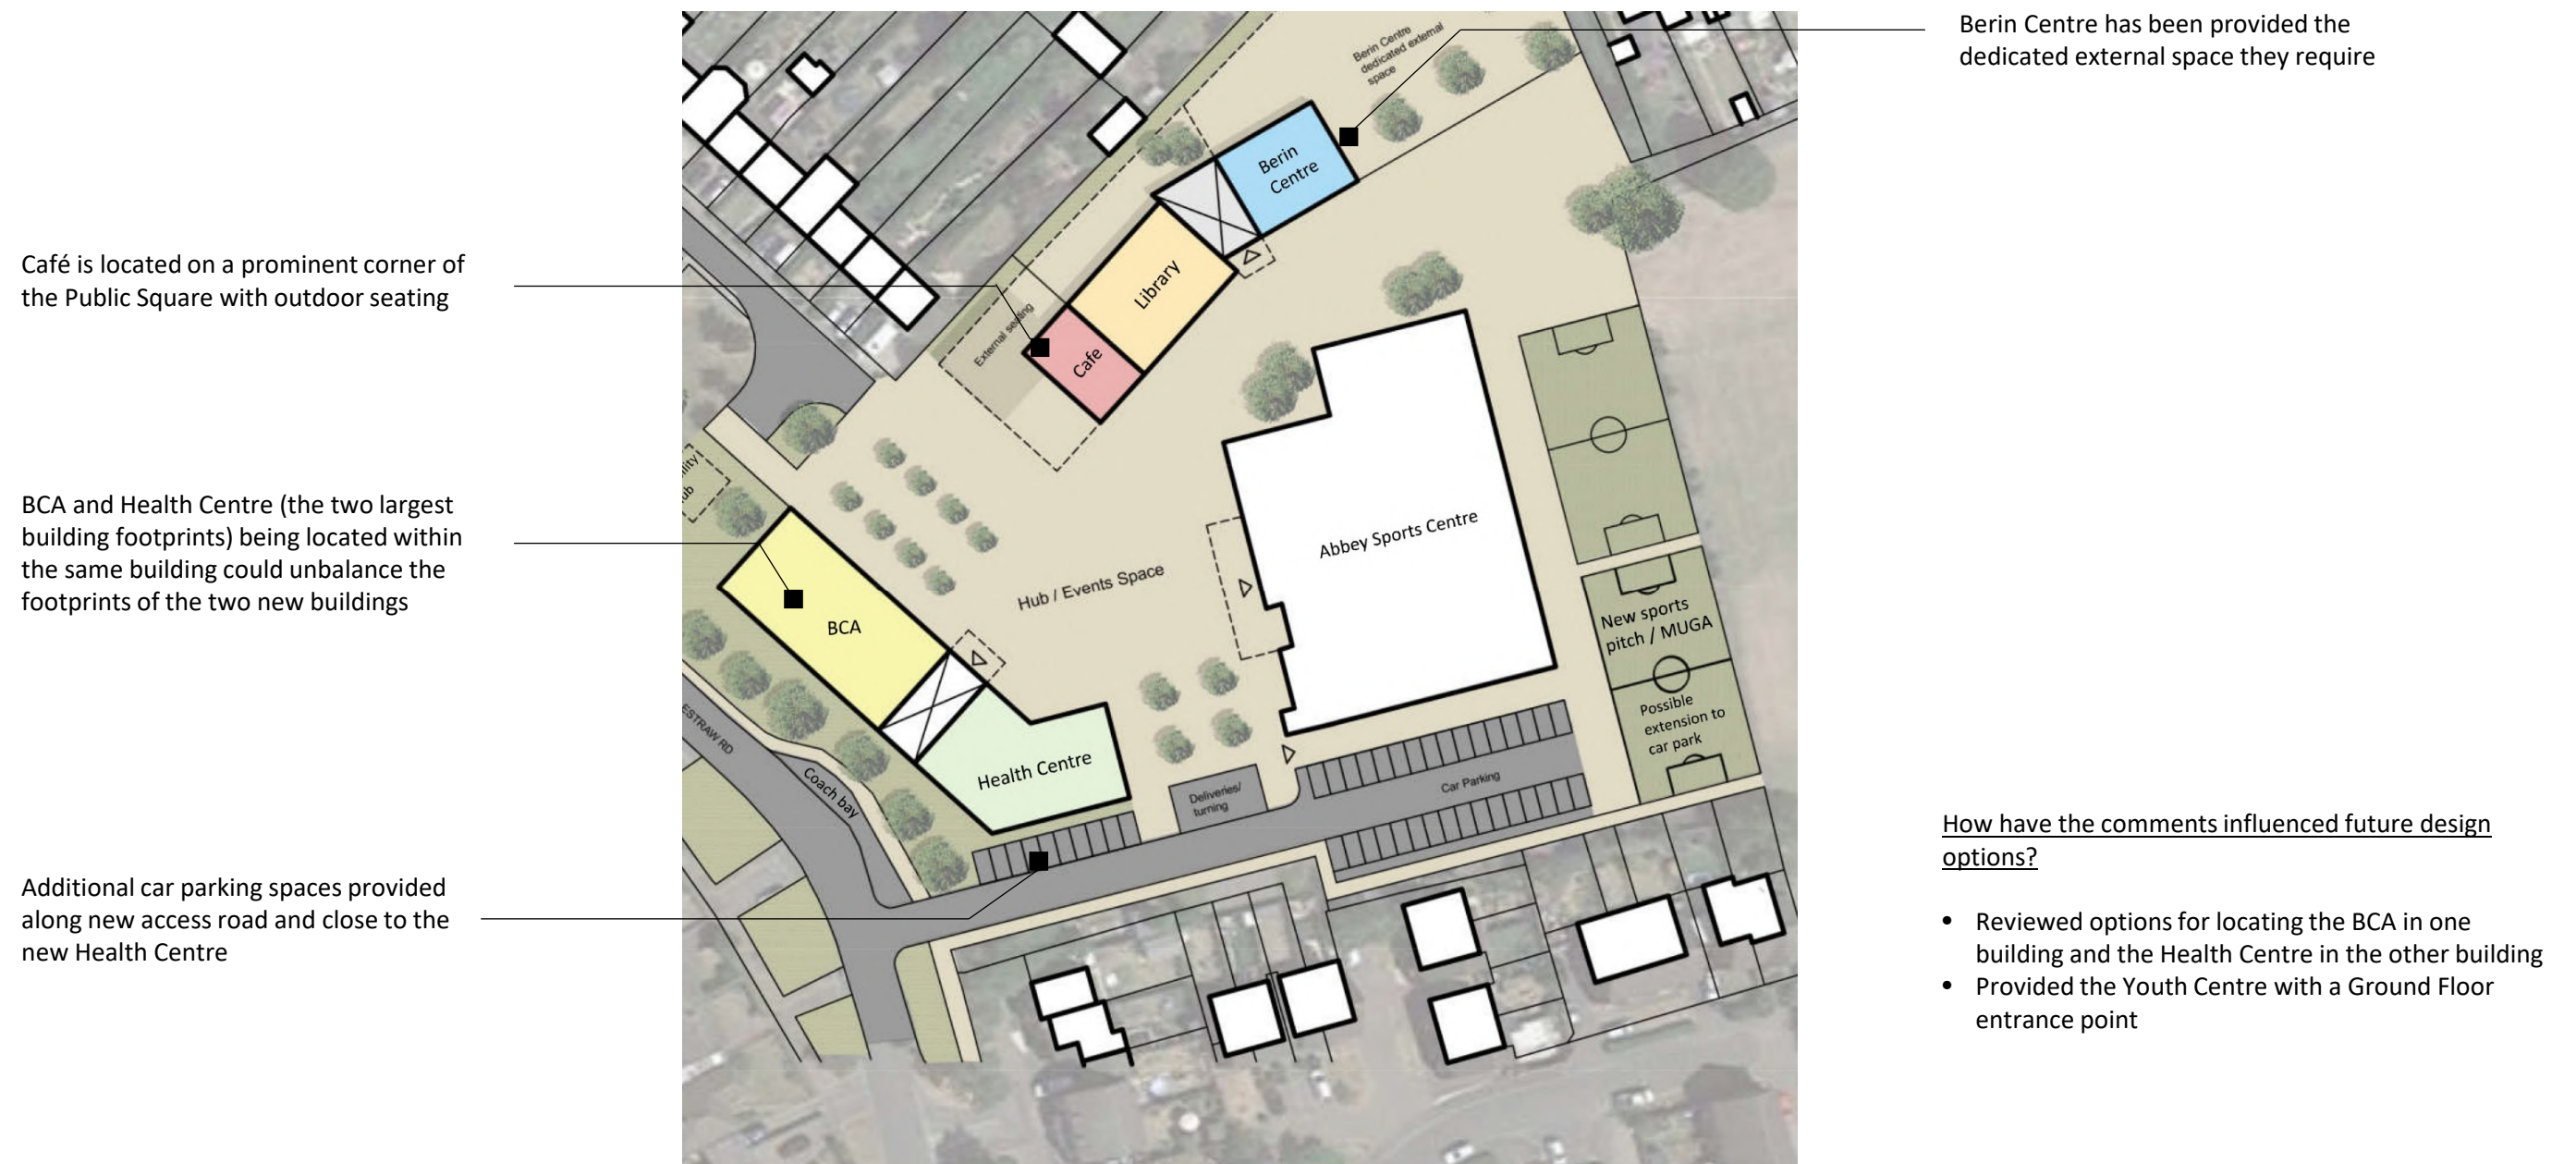 Berin Centre has been provided the
dedicated external space they require
Café is located on a prominent corner of
the Public Square with outdoor seating
BCA and Health Centre (the two largest
building footprints) being located within
the same building could unbalance the
footprints of the two new buildings
Additional car parking spaces provided
along new access road and close to the
new Health Centre
Berin Centre
dedicated external
space
Berin
Centre
Library
External seating
Cafe
Abbey Sports Centre
Hub / Events Space
BCA
Health Centre
New sports
pitch / MUGA
Possible
extension to
car park
Car Parking
Deliveries/
turning
Coach bay
ESTRAW RD
How have the comments influenced future design
options?
• Reviewed options for locating the BCA in one
building and the Health Centre in the other building
• Provided the Youth Centre with a Ground Floor
entrance point